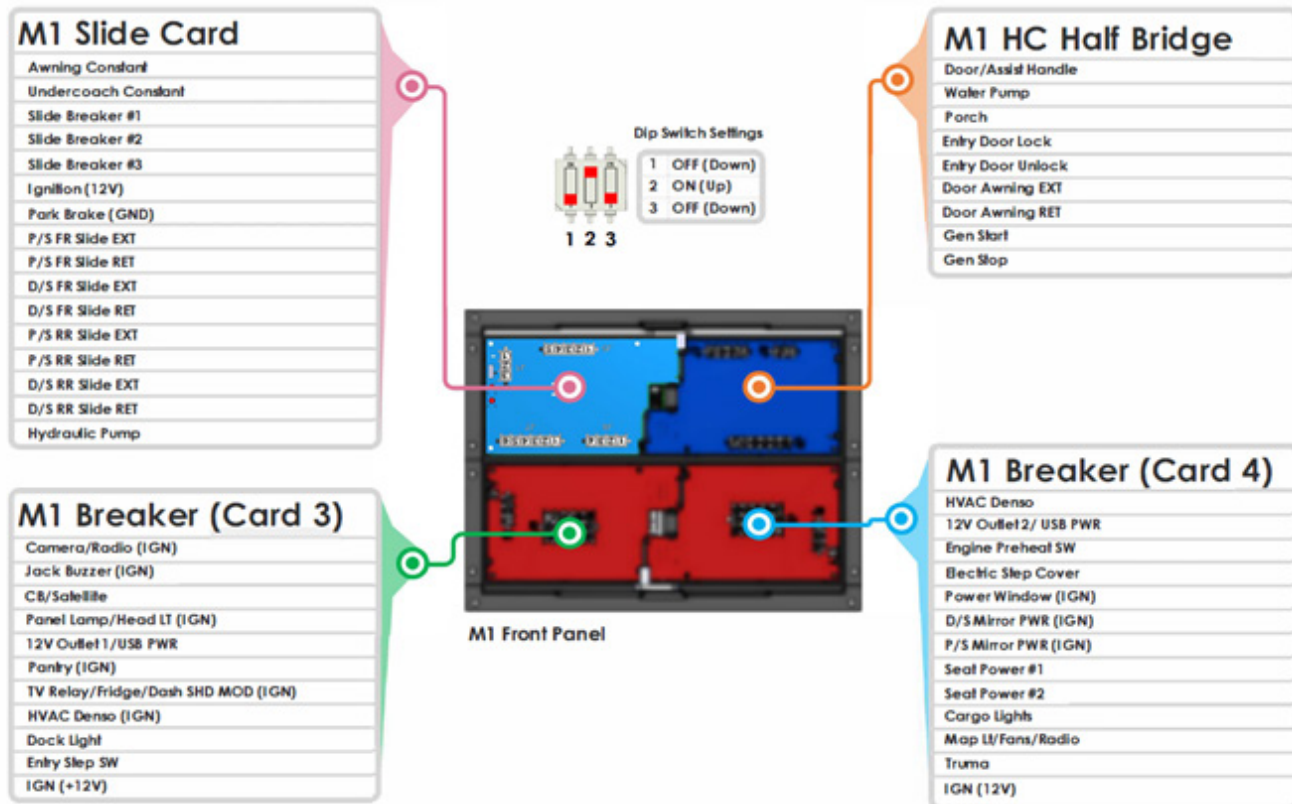 M1 Slide Card
Awning Constant
Undercoach Constant
Slide Breaker #1
Slide Breaker #2
Slide Breaker #3
Ignition (12V)
Park Brake (GND)
P/S FR Slide EXT
P/S FR Slide RET
D/S FR Slide EXT
D/S FR Slide RET
P/S RR Slide EXT
P/S RR Slide RET
D/S RR Slide EXT
D/S RR Slide RET
Hydraulic Pump
Dip Switch Settings
1 OFF (Down)
2 ON (Up)
3 OFF (Down)
1 2 3
M1 HC Half Bridge
Door/Assist Handle
Water Pump
Porch
Entry Door Lock
Entry Door Unlock
Door Awning EXT
Door Awning RET
Gen Start
Gen Stop
M1 Front Panel
M1 Breaker (Card 3)
Camera/Radio (IGN)
Jack Buzzer (IGN)
CB/Satellite
Panel Lamp/Head LT (IGN)
12V Outlet 1/USB PWR
Pantry (IGN)
TV Relay/Fridge/Dash SHD MOD (IGN)
HVAC Denso (IGN)
Dock Light
Entry Step SW
IGN (+12V)
M1 Breaker (Card 4)
HVAC Denso
12V Outlet 2/ USB PWR
Engine Preheat SW
Electric Step Cover
Power Window (IGN)
D/S Mirror PWR (IGN)
P/S Mirror PWR (IGN)
Seat Power #1
Seat Power #2
Cargo Lights
Map Lt/Fans/Radio
Truma
IGN (12V)